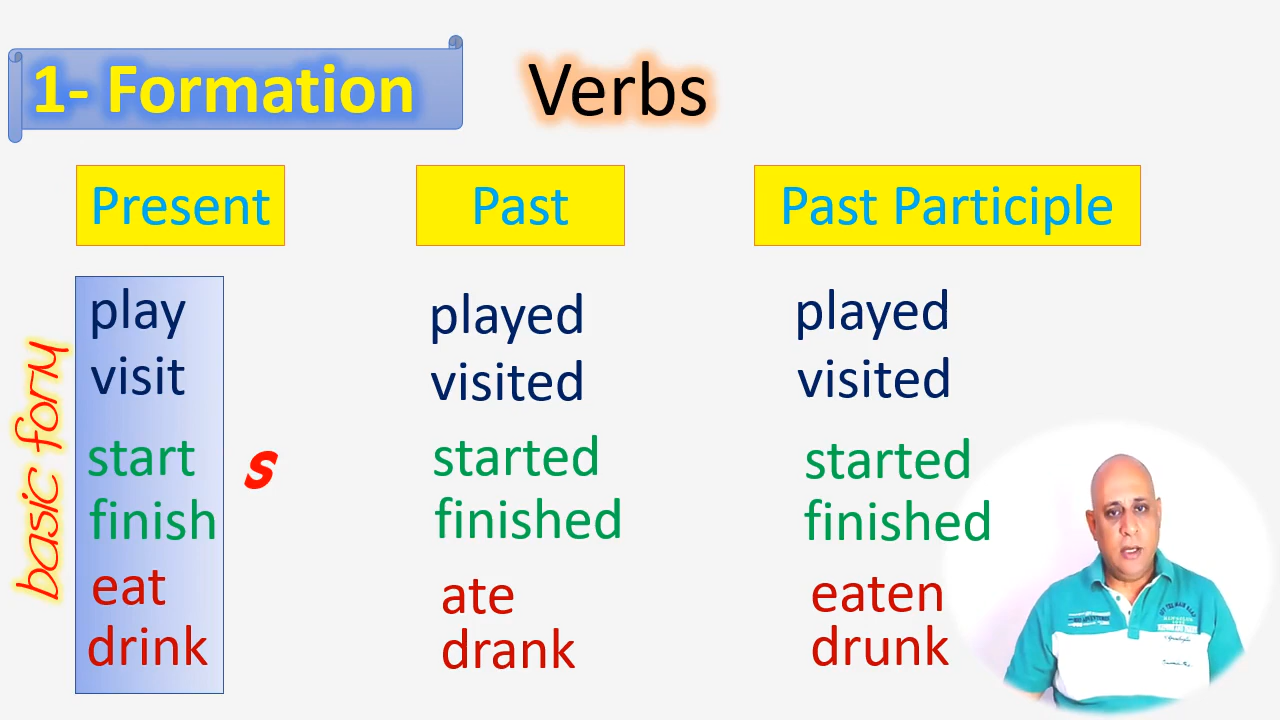 1- Formation Verbs
Present Past Past Participle
basic form
play played played
visit visited visited
start started started
s
finish finished finished
eat ate eaten
drink drank drunk